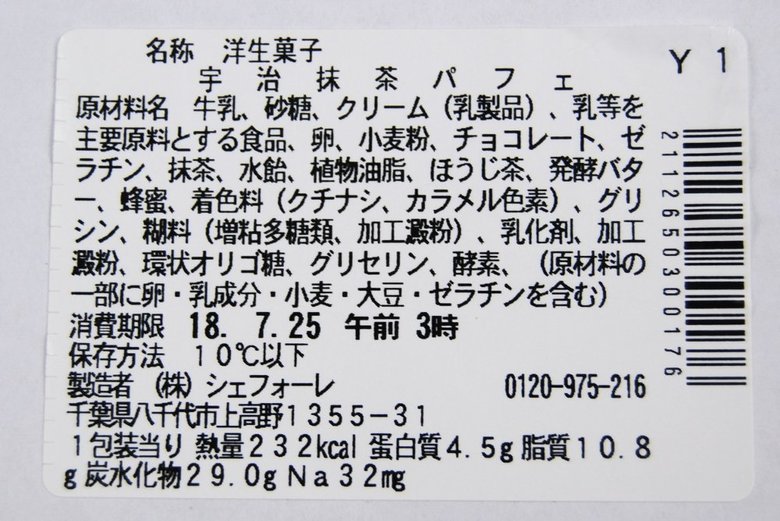 名称 洋生菓子
宇治抹茶パフェ
Y1
原材料名 牛乳、砂糖、クリーム（乳製品）、乳等を
主要原料とする食品、卵、小麦粉、チョコレート、ゼ
ラチン、抹茶、水飴、植物油脂、ほうじ茶、発酵バタ
ー、蜂蜜、着色料（クチナシ、カラメル色素）、グリ
シン、糊料（増粘多糖類、加工澱粉）、乳化剤、加工
澱粉、環状オリゴ糖、グリセリン、酵素、（原材料の
一部に卵・乳成分・小麦・大豆・ゼラチンを含む）
消費期限 18. 7.25 午前 3時
保存方法 １０℃以下
製造者 （株）シェフォーレ 0120-975-216
千葉県八千代市上高野１３５５－３１
１包装当り 熱量２３２kcal 蛋白質４.５g 脂質１０.８
g 炭水化物２９.０g Ｎａ３２mg
2112650300176